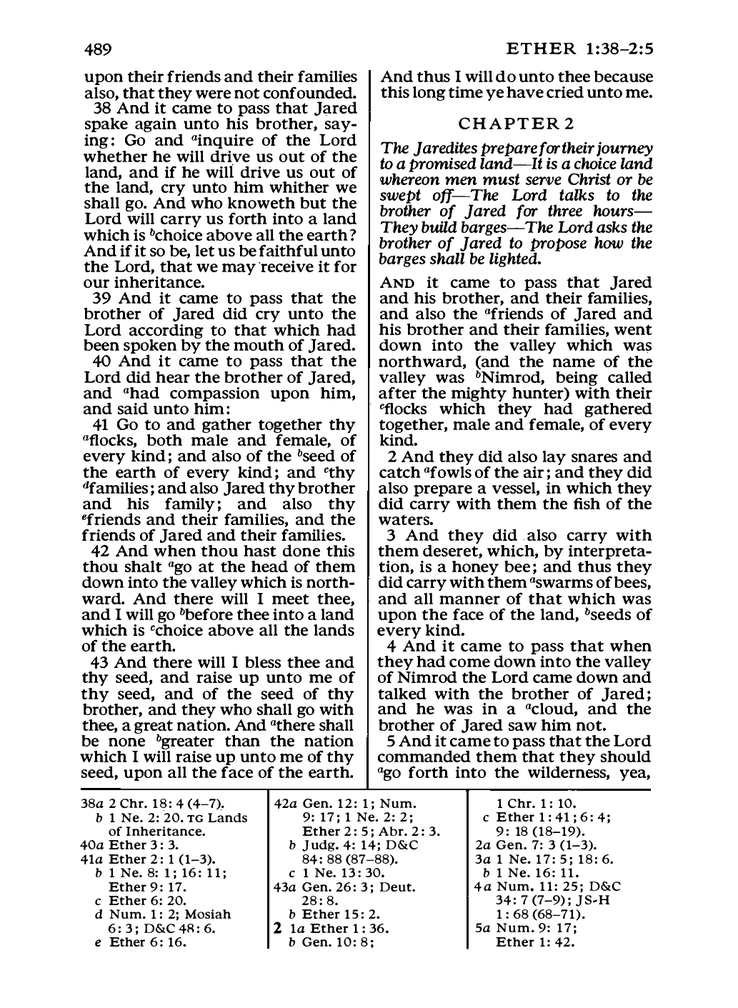 489
ETHER 1:38–2:5
upon their friends and their families
also, that they were not confounded.
38 And it came to pass that Jared
spake again unto his brother, say-
ing: Go and ᵃinquire of the Lord
whether he will drive us out of the
land, and if he will drive us out of
the land, cry unto him whither we
shall go. And who knoweth but the
Lord will carry us forth into a land
which is ᵇchoice above all the earth?
And if it so be, let us be faithful unto
the Lord, that we may receive it for
our inheritance.
39 And it came to pass that the
brother of Jared did cry unto the
Lord according to that which had
been spoken by the mouth of Jared.
40 And it came to pass that the
Lord did hear the brother of Jared,
and ᵃhad compassion upon him,
and said unto him:
41 Go to and gather together thy
ᵃflocks, both male and female, of
every kind; and also of the ᵇseed of
the earth of every kind; and ᶜthy
ᵈfamilies; and also Jared thy brother
and his family; and also thy
ᵉfriends and their families, and the
friends of Jared and their families.
42 And when thou hast done this
thou shalt ᵃgo at the head of them
down into the valley which is north-
ward. And there will I meet thee,
and I will go ᵇbefore thee into a land
which is ᶜchoice above all the lands
of the earth.
43 And there will I bless thee and
thy seed, and raise up unto me of
thy seed, and of the seed of thy
brother, and they who shall go with
thee, a great nation. And ᵃthere shall
be none ᵇgreater than the nation
which I will raise up unto me of thy
seed, upon all the face of the earth.
And thus I will do unto thee because
this long time ye have cried unto me.
CHAPTER 2
The Jaredites prepare for their journey
to a promised land—It is a choice land
whereon men must serve Christ or be
swept off—The Lord talks to the
brother of Jared for three hours—
They build barges—The Lord asks the
brother of Jared to propose how the
barges shall be lighted.
AND it came to pass that Jared
and his brother, and their families,
and also the ᵃfriends of Jared and
his brother and their families, went
down into the valley which was
northward, (and the name of the
valley was ᵇNimrod, being called
after the mighty hunter) with their
ᶜflocks which they had gathered
together, male and female, of every
kind.
2 And they did also lay snares and
catch ᵃfowls of the air; and they did
also prepare a vessel, in which they
did carry with them the fish of the
waters.
3 And they did also carry with
them deseret, which, by interpreta-
tion, is a honey bee; and thus they
did carry with them ᵃswarms of bees,
and all manner of that which was
upon the face of the land, ᵇseeds of
every kind.
4 And it came to pass that when
they had come down into the valley
of Nimrod the Lord came down and
talked with the brother of Jared;
and he was in a ᵃcloud, and the
brother of Jared saw him not.
5 And it came to pass that the Lord
commanded them that they should
ᵃgo forth into the wilderness, yea,
38a 2 Chr. 18: 4 (4–7).
b 1 Ne. 2: 20. TG Lands
of Inheritance.
40a Ether 3: 3.
41a Ether 2: 1 (1–3).
b 1 Ne. 8: 1; 16: 11;
Ether 9: 17.
c Ether 6: 20.
d Num. 1: 2; Mosiah
6: 3; D&C 48: 6.
e Ether 6: 16.
42a Gen. 12: 1; Num.
9: 17; 1 Ne. 2: 2;
Ether 2: 5; Abr. 2: 3.
b Judg. 4: 14; D&C
84: 88 (87–88).
c 1 Ne. 13: 30.
43a Gen. 26: 3; Deut.
28: 8.
b Ether 15: 2.
2 1a Ether 1: 36.
b Gen. 10: 8;
1 Chr. 1: 10.
c Ether 1: 41; 6: 4;
9: 18 (18–19).
2a Gen. 7: 3 (1–3).
3a 1 Ne. 17: 5; 18: 6.
b 1 Ne. 16: 11.
4a Num. 11: 25; D&C
34: 7 (7–9); JS-H
1: 68 (68–71).
5a Num. 9: 17;
Ether 1: 42.